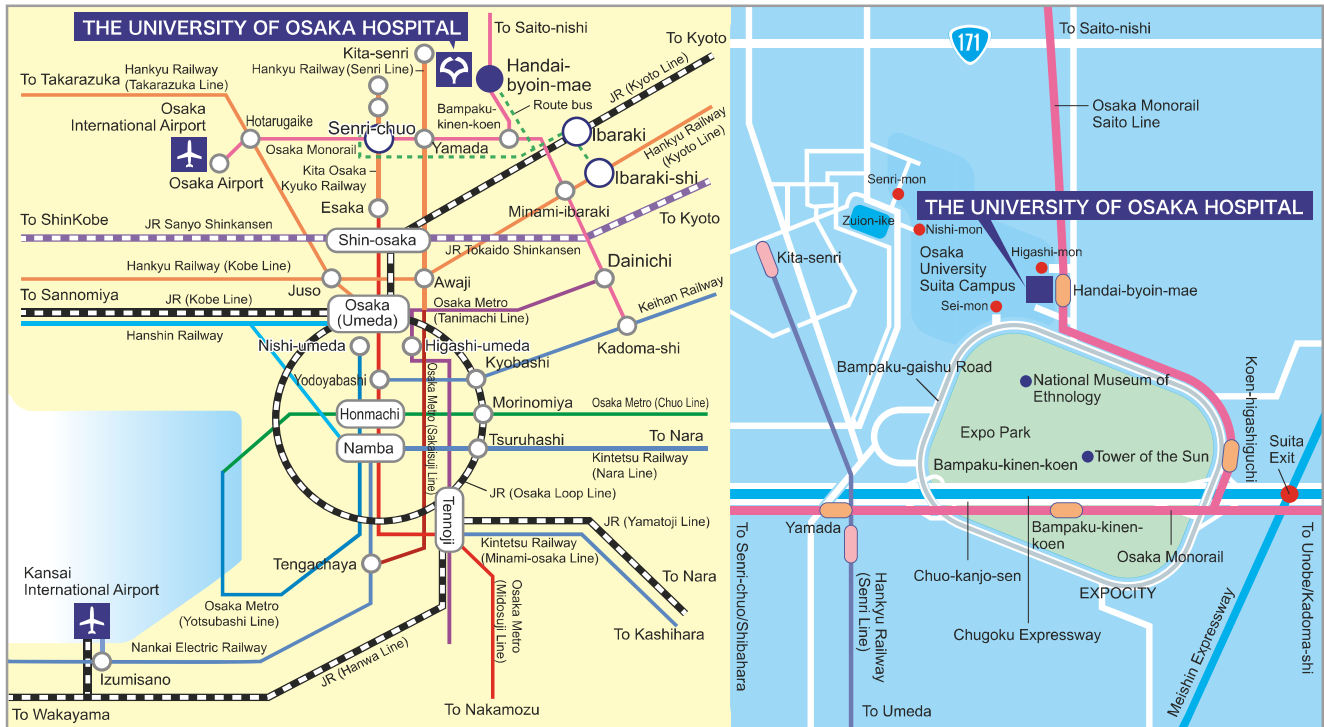 THE UNIVERSITY OF OSAKA HOSPITAL
To Saito-nishi
To Kyoto
Kita-senri
Hankyu Railway (Senri Line)
Handai-
byoin-mae
JR (Kyoto Line)
To Takarazuka
Hankyu Railway
(Takarazuka Line)
Route bus
Bampaku-
kinen-koen
Osaka
International Airport
Hotarugaike
Senri-chuo
Ibaraki
Osaka Monorail
Yamada
Hankyu Railway
(Kyoto Line)
Osaka Airport
Kita Osaka
Kyuko Railway
Ibaraki-shi
Esaka
Minami-ibaraki
To ShinKobe
JR Sanyo Shinkansen
To Kyoto
Shin-osaka
JR Tokaido Shinkansen
Hankyu Railway (Kobe Line)
Dainichi
Juso
Awaji
To Sannomiya
JR (Kobe Line)
Osaka
(Umeda)
Osaka Metro
(Tanimachi Line)
Keihan Railway
Hanshin Railway
Nishi-umeda
Higashi-umeda
Kadoma-shi
Kyobashi
Yodoyabashi
Osaka Metro (Sakaisuji Line)
Honmachi
Morinomiya
Osaka Metro (Chuo Line)
Namba
Tsuruhashi
To Nara
Kintetsu Railway
(Nara Line)
JR (Osaka Loop Line)
Tennoji
JR (Yamatoji Line)
Kintetsu Railway
(Minami-osaka Line)
Tengachaya
To Nara
Kansai
International Airport
Osaka Metro
(Yotsubashi Line)
Osaka Metro
(Midosuji Line)
To Kashihara
Nankai Electric Railway
JR (Hanwa Line)
Izumisano
To Wakayama
To Nakamozu
171
To Saito-nishi
Osaka Monorail
Saito Line
Senri-mon
THE UNIVERSITY OF OSAKA HOSPITAL
Zuion-ike
Nishi-mon
Kita-senri
Osaka
University
Suita Campus
Higashi-mon
Handai-byoin-mae
Sei-mon
Bampaku-gaishu Road
National Museum of
Ethnology
Koen-higashiguchi
Expo Park
Suita
Exit
Bampaku-kinen-koen
Tower of the Sun
Yamada
Bampaku-kinen-
koen
Osaka Monorail
To Senri-chuo/Shibahara
Chuo-kanjo-sen
To Unobe/Kadoma-shi
Hankyu Railway
(Senri Line)
EXPOCITY
Chugoku Expressway
Meishin Expressway
To Umeda